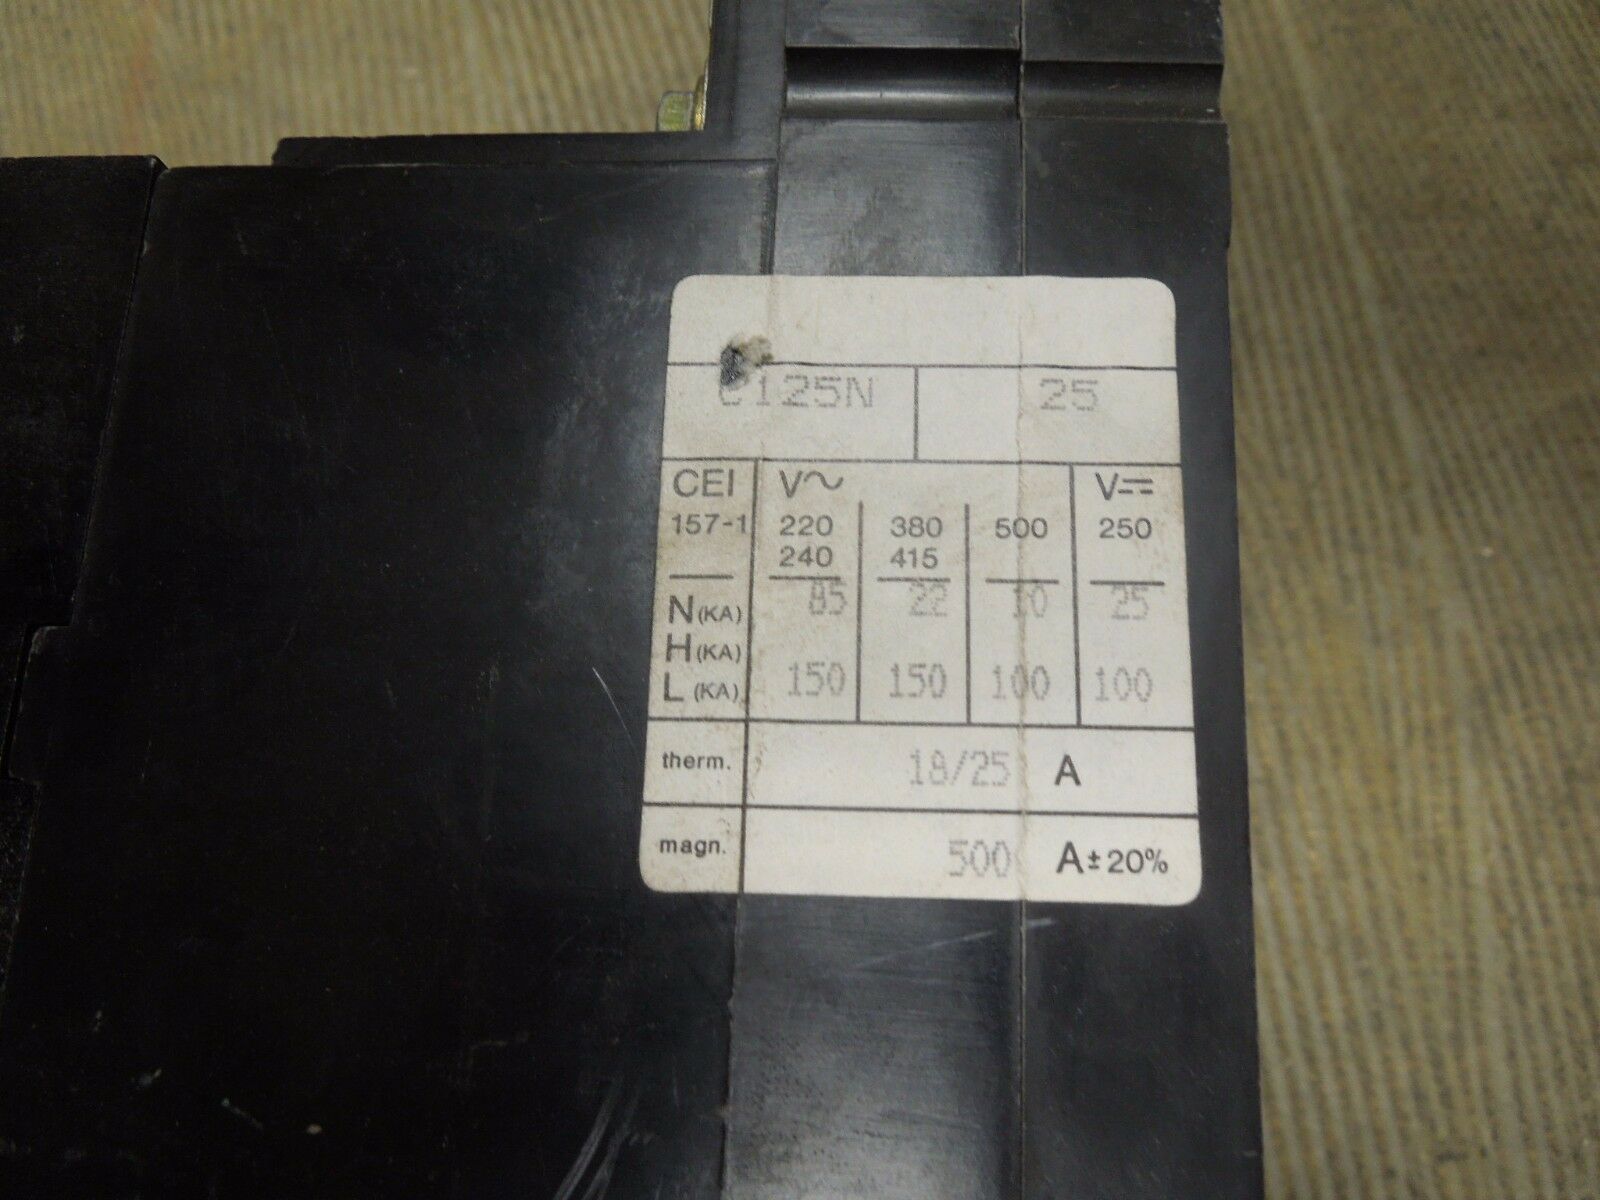 C125N 25
CEI V~ V⎓
157-1 220 380 500 250
240 415
N(KA) 85 22 10 25
H(KA)
L(KA) 150 150 100 100
therm. 18/25 A
magn. 500 A±20%